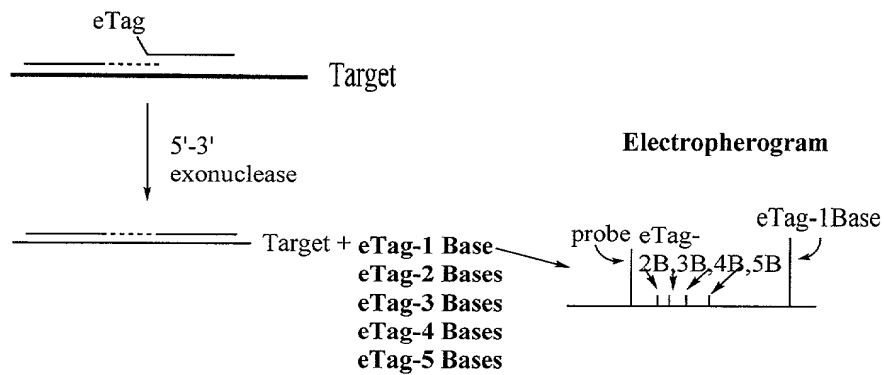 eTag
Target
5'-3'
exonuclease
Electropherogram
Target + eTag-1 Base
eTag-2 Bases
eTag-3 Bases
eTag-4 Bases
eTag-5 Bases
probe eTag-
2B,3B,4B,5B
eTag-1Base